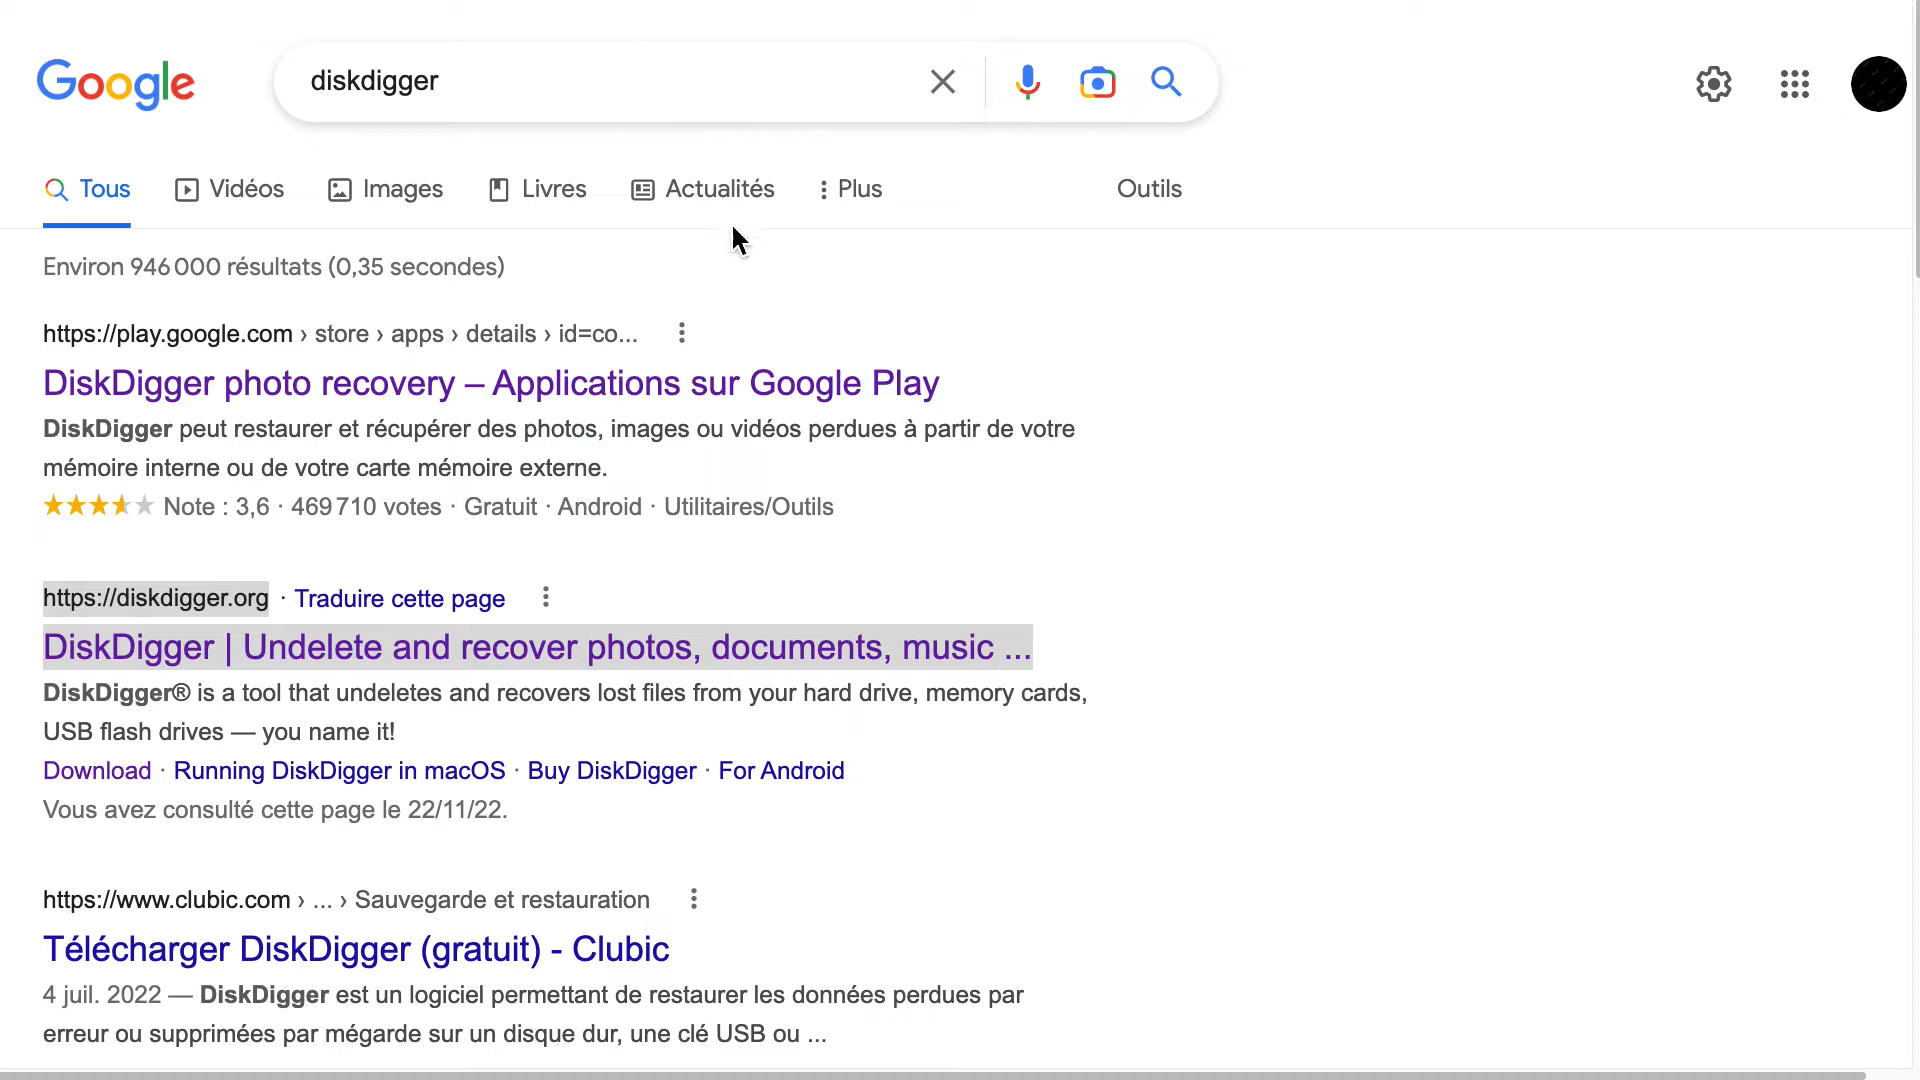 Google
diskdigger
Tous
Vidéos
Images
Livres
Actualités
Plus
Outils
Environ 946 000 résultats (0,35 secondes)
https://play.google.com › store › apps › details › id=co...
DiskDigger photo recovery – Applications sur Google Play
DiskDigger peut restaurer et récupérer des photos, images ou vidéos perdues à partir de votre
mémoire interne ou de votre carte mémoire externe.
Note : 3,6 · 469 710 votes · Gratuit · Android · Utilitaires/Outils
https://diskdigger.org · Traduire cette page
DiskDigger | Undelete and recover photos, documents, music ...
DiskDigger® is a tool that undeletes and recovers lost files from your hard drive, memory cards,
USB flash drives — you name it!
Download · Running DiskDigger in macOS · Buy DiskDigger · For Android
Vous avez consulté cette page le 22/11/22.
https://www.clubic.com › ... › Sauvegarde et restauration
Télécharger DiskDigger (gratuit) - Clubic
4 juil. 2022 — DiskDigger est un logiciel permettant de restaurer les données perdues par
erreur ou supprimées par mégarde sur un disque dur, une clé USB ou ...